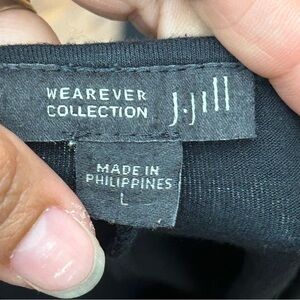 WEAREVER
COLLECTION
J.Jill
MADE IN
PHILIPPINES
L